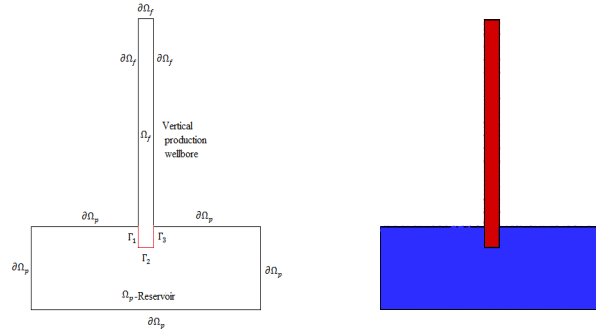 ∂Ω_f
∂Ω_f ∂Ω_f
Ω_f
Vertical
production
wellbore
∂Ω_p ∂Ω_p
Γ_1 Γ_3
Γ_2
∂Ω_p ∂Ω_p
Ω_p-Reservoir
∂Ω_p